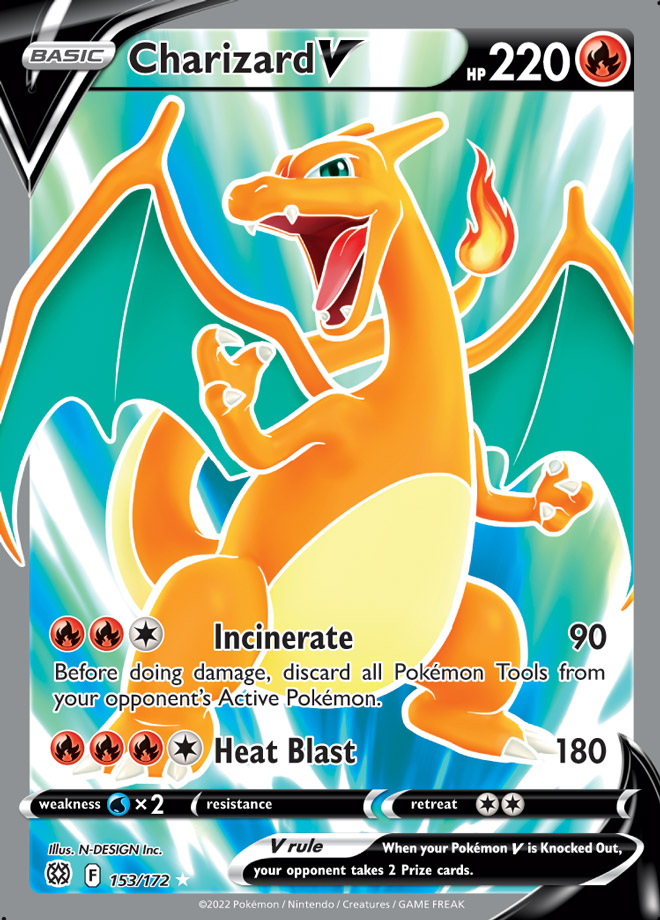 BASIC Charizard V HP 220
Incinerate 90
Before doing damage, discard all Pokémon Tools from
your opponent's Active Pokémon.
Heat Blast 180
weakness ×2 resistance retreat
Illus. N-DESIGN Inc.
V rule When your Pokémon V is Knocked Out,
your opponent takes 2 Prize cards.
F 153/172
©2022 Pokémon / Nintendo / Creatures / GAME FREAK